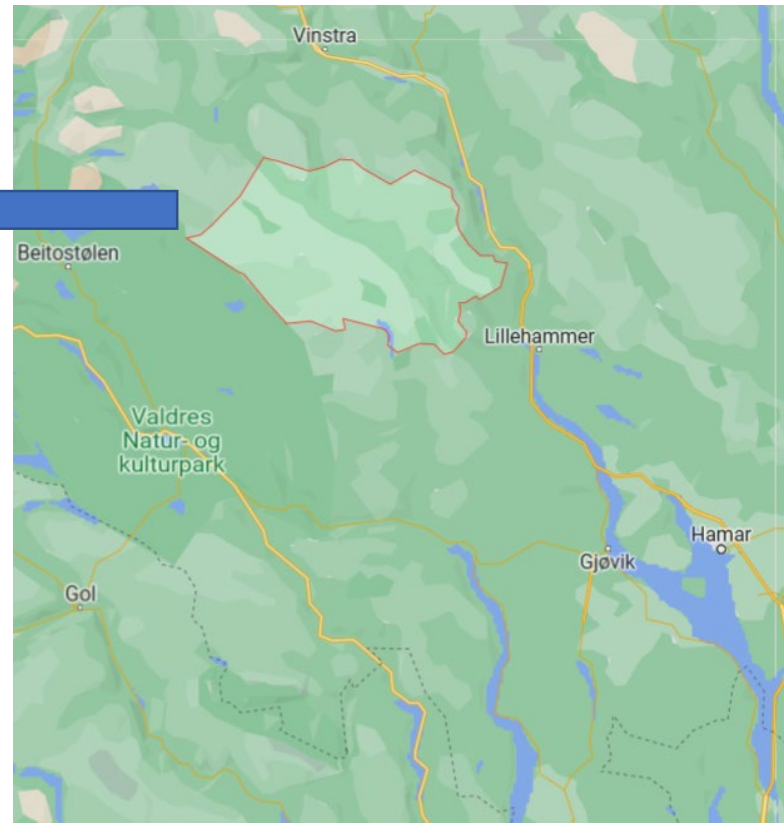 Vinstra
Beitostølen
Lillehammer
Valdres
Natur- og
kulturpark
Hamar
Gjøvik
Gol